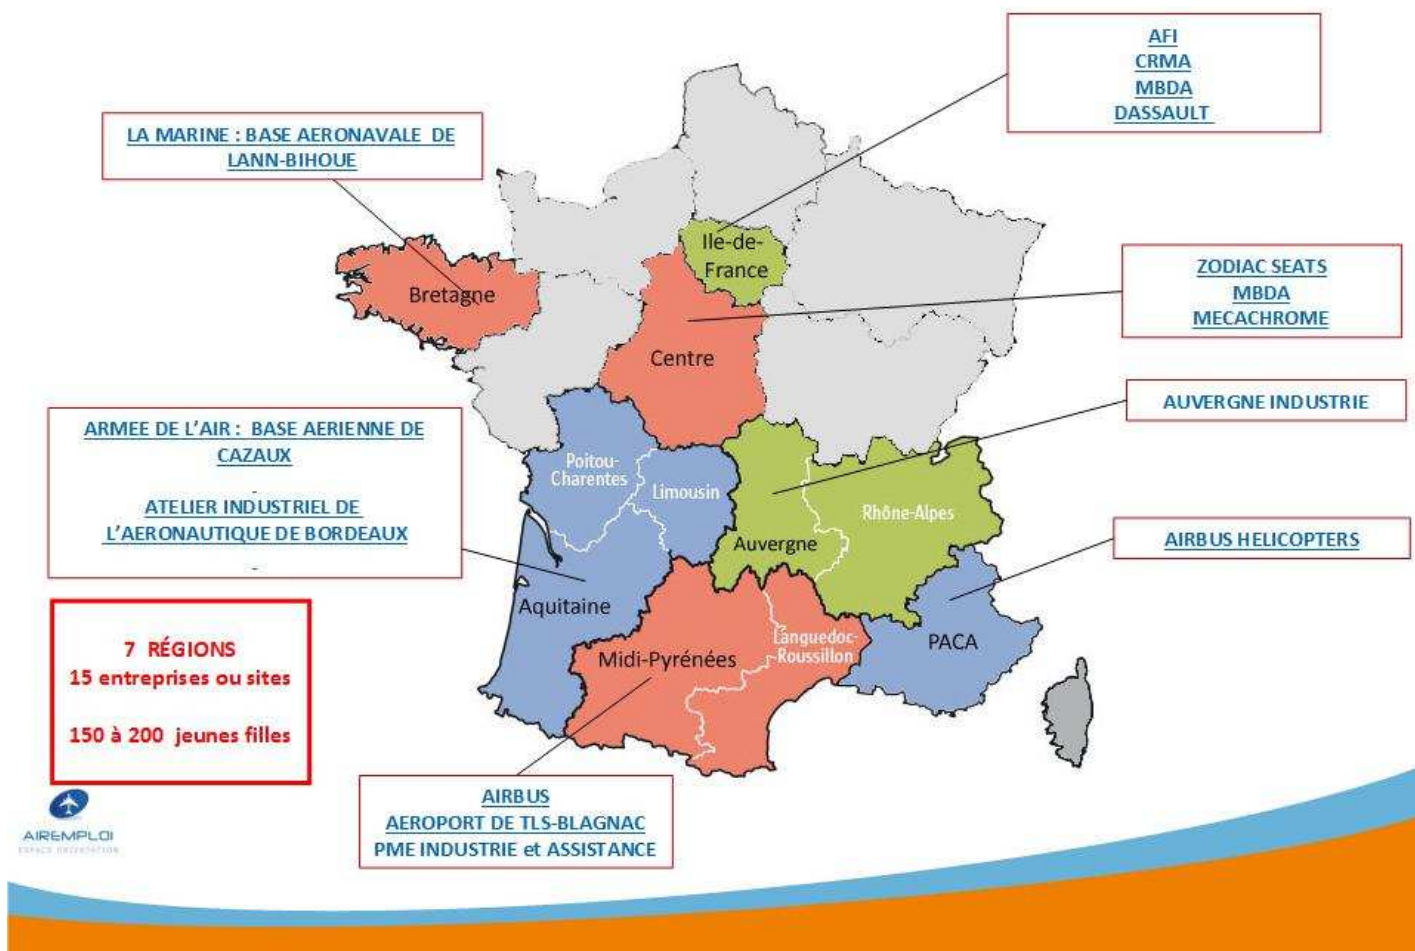 AFI
CRMA
MBDA
DASSAULT
LA MARINE : BASE AERONAVALE DE
LANN-BIHOUE
Ile-de-
France
Bretagne
ZODIAC SEATS
MBDA
MECACHROME
Centre
AUVERGNE INDUSTRIE
ARMEE DE L'AIR : BASE AERIENNE DE
CAZAUX
-
ATELIER INDUSTRIEL DE
L'AERONAUTIQUE DE BORDEAUX
-
Poitou-
Charentes
Limousin
Rhône-Alpes
Auvergne
AIRBUS HELICOPTERS
Aquitaine
Midi-Pyrénées
Languedoc-
Roussillon
PACA
7 RÉGIONS
15 entreprises ou sites
150 à 200 jeunes filles
AIRBUS
AEROPORT DE TLS-BLAGNAC
PME INDUSTRIE et ASSISTANCE
AIREMPLOI
ESPACE ORIENTATION